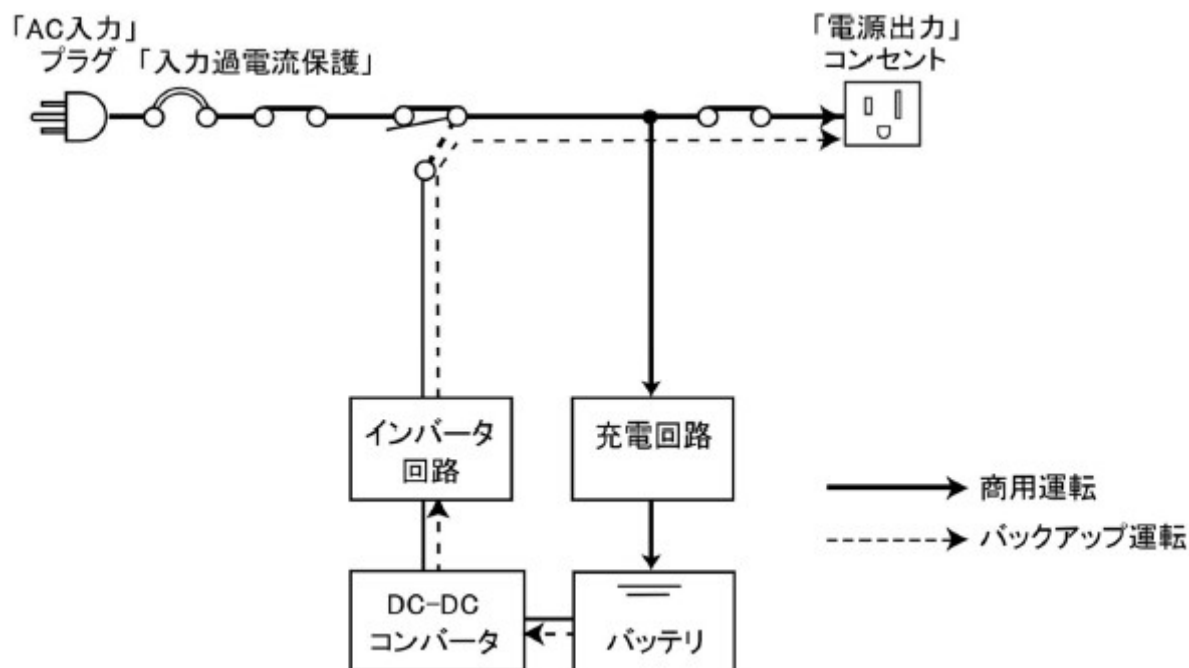 「AC入力」
プラグ
「入力過電流保護」
「電源出力」
コンセント
インバータ
回路
充電回路
商用運転
バックアップ運転
DC-DC
コンバータ
バッテリ